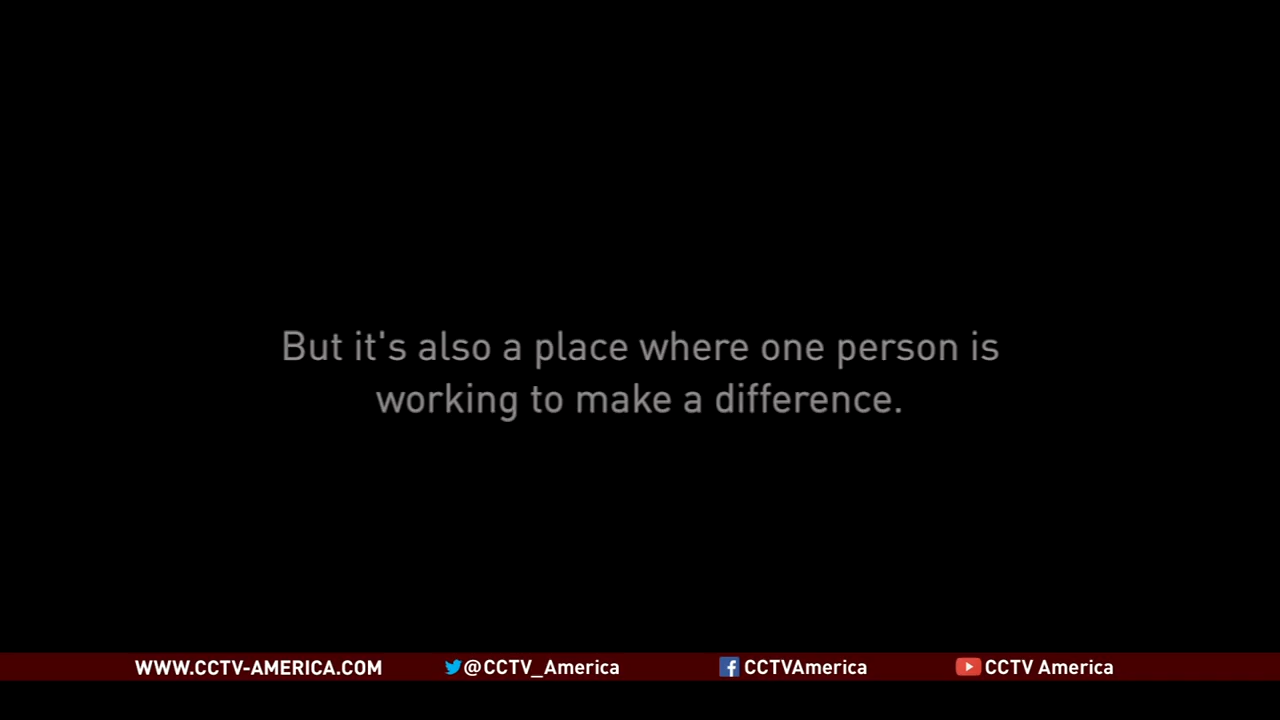 But it's also a place where one person is
working to make a difference.
WWW.CCTV-AMERICA.COM @CCTV_America CCTVAmerica CCTV America